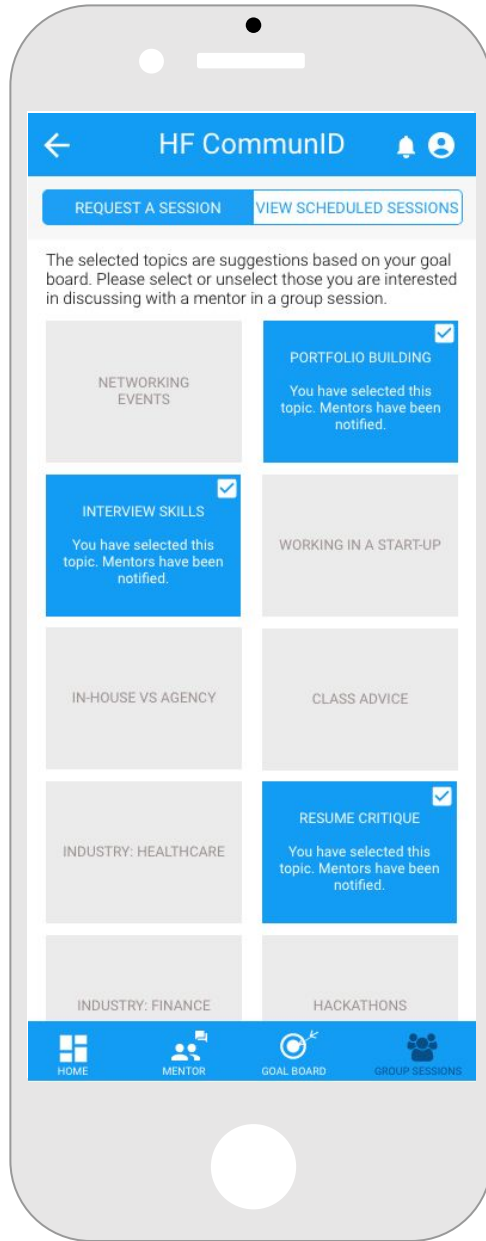 HF CommunID
REQUEST A SESSION
VIEW SCHEDULED SESSIONS
The selected topics are suggestions based on your goal
board. Please select or unselect those you are interested
in discussing with a mentor in a group session.
NETWORKING
EVENTS
PORTFOLIO BUILDING
You have selected this
topic. Mentors have been
notified.
INTERVIEW SKILLS
You have selected this
topic. Mentors have been
notified.
WORKING IN A START-UP
IN-HOUSE VS AGENCY
CLASS ADVICE
INDUSTRY: HEALTHCARE
RESUME CRITIQUE
You have selected this
topic. Mentors have been
notified.
INDUSTRY: FINANCE
HACKATHONS
HOME
MENTOR
GOAL BOARD
GROUP SESSIONS